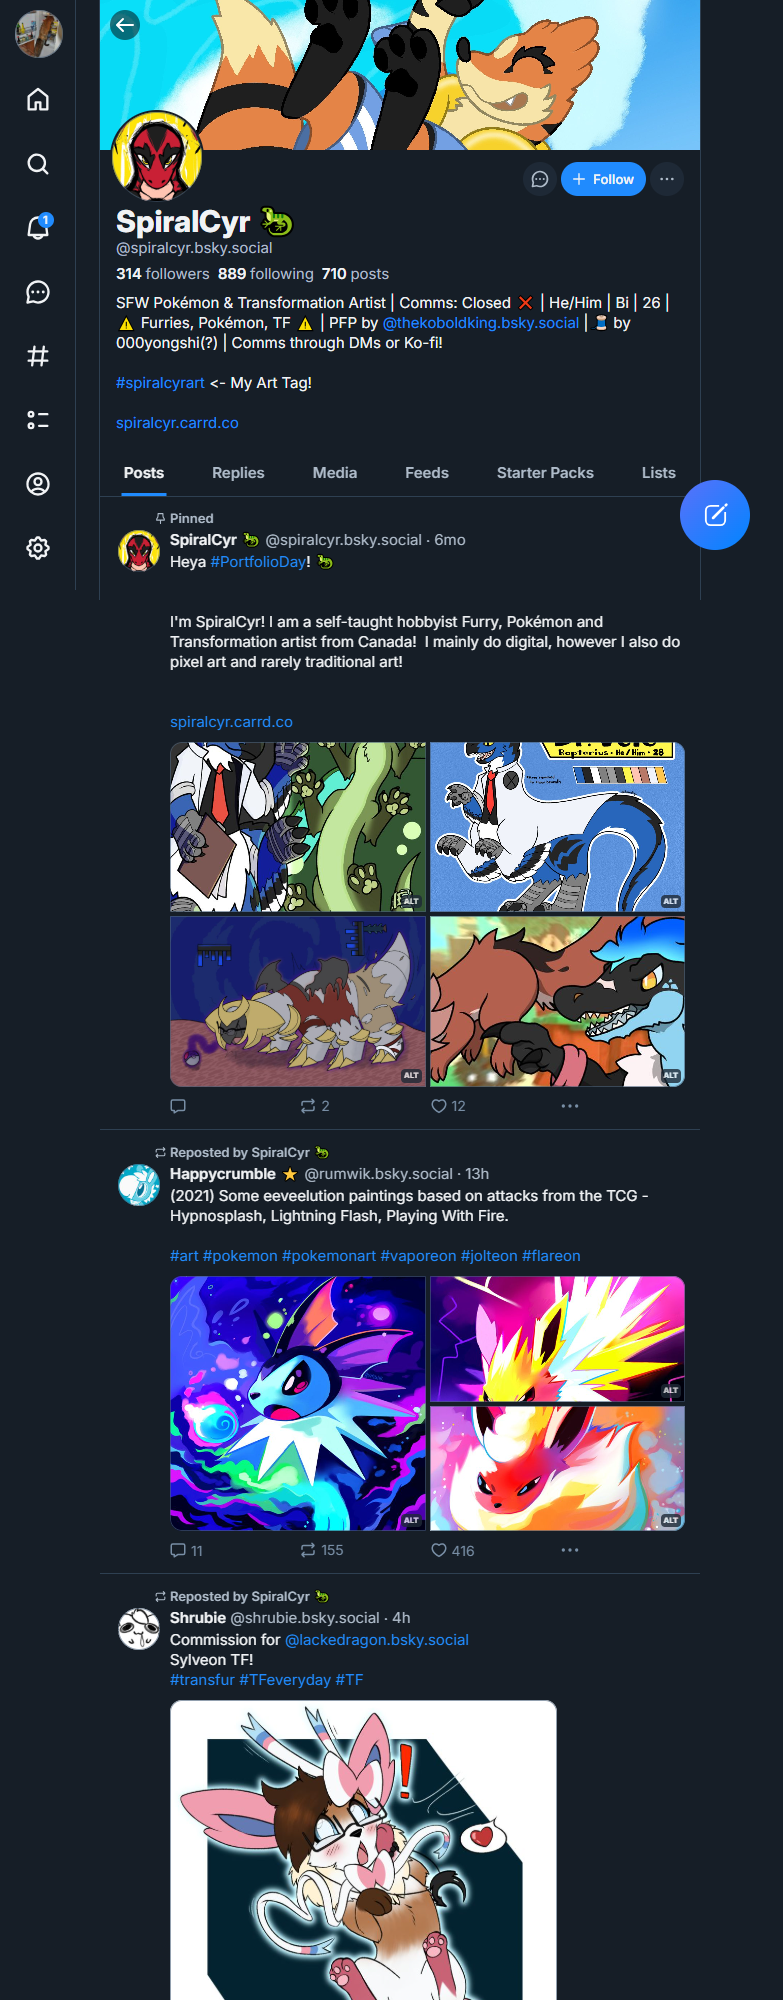 1
Follow
SpiralCyr 🦎
@spiralcyr.bsky.social
314 followers 889 following 710 posts
SFW Pokémon & Transformation Artist | Comms: Closed ❌ | He/Him | Bi | 26 |
⚠️ Furries, Pokémon, TF ⚠️ | PFP by @thekoboldking.bsky.social | 🧵 by
000yongshi(?) | Comms through DMs or Ko-fi!
#spiralcyrart <- My Art Tag!
spiralcyr.carrd.co
Posts Replies Media Feeds Starter Packs Lists
Pinned
SpiralCyr 🦎 @spiralcyr.bsky.social · 6mo
Heya #PortfolioDay! 🦎
I'm SpiralCyr! I am a self-taught hobbyist Furry, Pokémon and
Transformation artist from Canada! I mainly do digital, however I also do
pixel art and rarely traditional art!
spiralcyr.carrd.co
Raptorius · He/Him · 28
ALT
ALT
ALT
ALT
2 12
Reposted by SpiralCyr 🦎
Happycrumble ⭐ @rumwik.bsky.social · 13h
(2021) Some eeveelution paintings based on attacks from the TCG -
Hypnosplash, Lightning Flash, Playing With Fire.
#art #pokemon #pokemonart #vaporeon #jolteon #flareon
ALT
ALT
ALT
11 155 416
Reposted by SpiralCyr 🦎
Shrubie @shrubie.bsky.social · 4h
Commission for @lackedragon.bsky.social
Sylveon TF!
#transfur #TFeveryday #TF
!